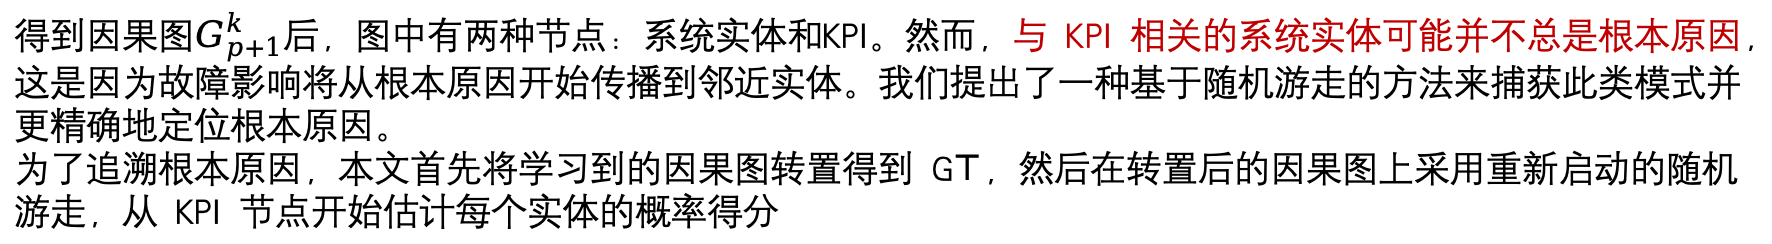 得到因果图$G_{p+1}^{k}$后，图中有两种节点：系统实体和KPI。然而，与 KPI 相关的系统实体可能并不总是根本原因，
这是因为故障影响将从根本原因开始传播到邻近实体。我们提出了一种基于随机游走的方法来捕获此类模式并
更精确地定位根本原因。
为了追溯根本原因，本文首先将学习到的因果图转置得到 GT，然后在转置后的因果图上采用重新启动的随机
游走，从 KPI 节点开始估计每个实体的概率得分